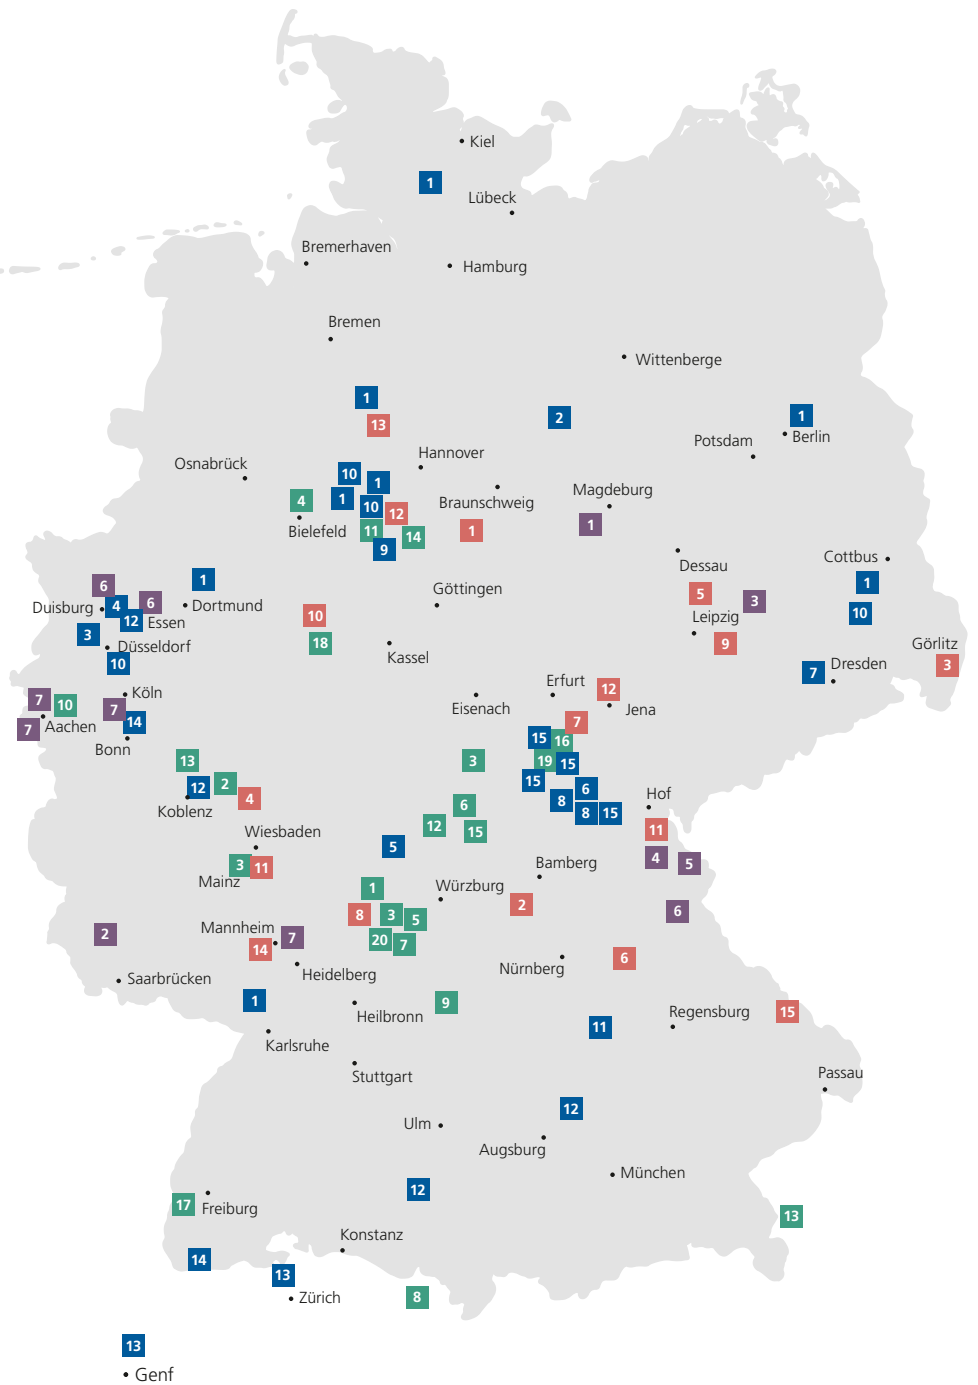 Kiel
1
Lübeck
Bremerhaven
Hamburg
Bremen
Wittenberge
1
2
1
13
Berlin
Potsdam
Hannover
Osnabrück
10
1
Braunschweig
Magdeburg
4
1
10
12
1
Bielefeld
11
14
1
9
Cottbus
Dessau
1
1
6
Göttingen
5
3
4
6
Duisburg
Dortmund
10
Leipzig
10
12
Essen
3
18
9
Görlitz
Düsseldorf
Kassel
10
7
Dresden
3
Erfurt
12
7
10
Köln
Eisenach
Jena
7
14
7
7
Aachen
Bonn
15
16
13
3
19
15
15
12
2
6
Hof
4
6
8
8
15
Koblenz
12
15
11
Wiesbaden
5
4
5
3
11
Bamberg
Mainz
1
Würzburg
2
8
3
5
6
2
Mannheim
7
20
7
14
6
Nürnberg
Heidelberg
Saarbrücken
1
9
Regensburg
15
Heilbronn
11
Karlsruhe
Stuttgart
Passau
12
Ulm
Augsburg
München
12
17
Freiburg
13
Konstanz
14
13
Zürich
8
13
Genf